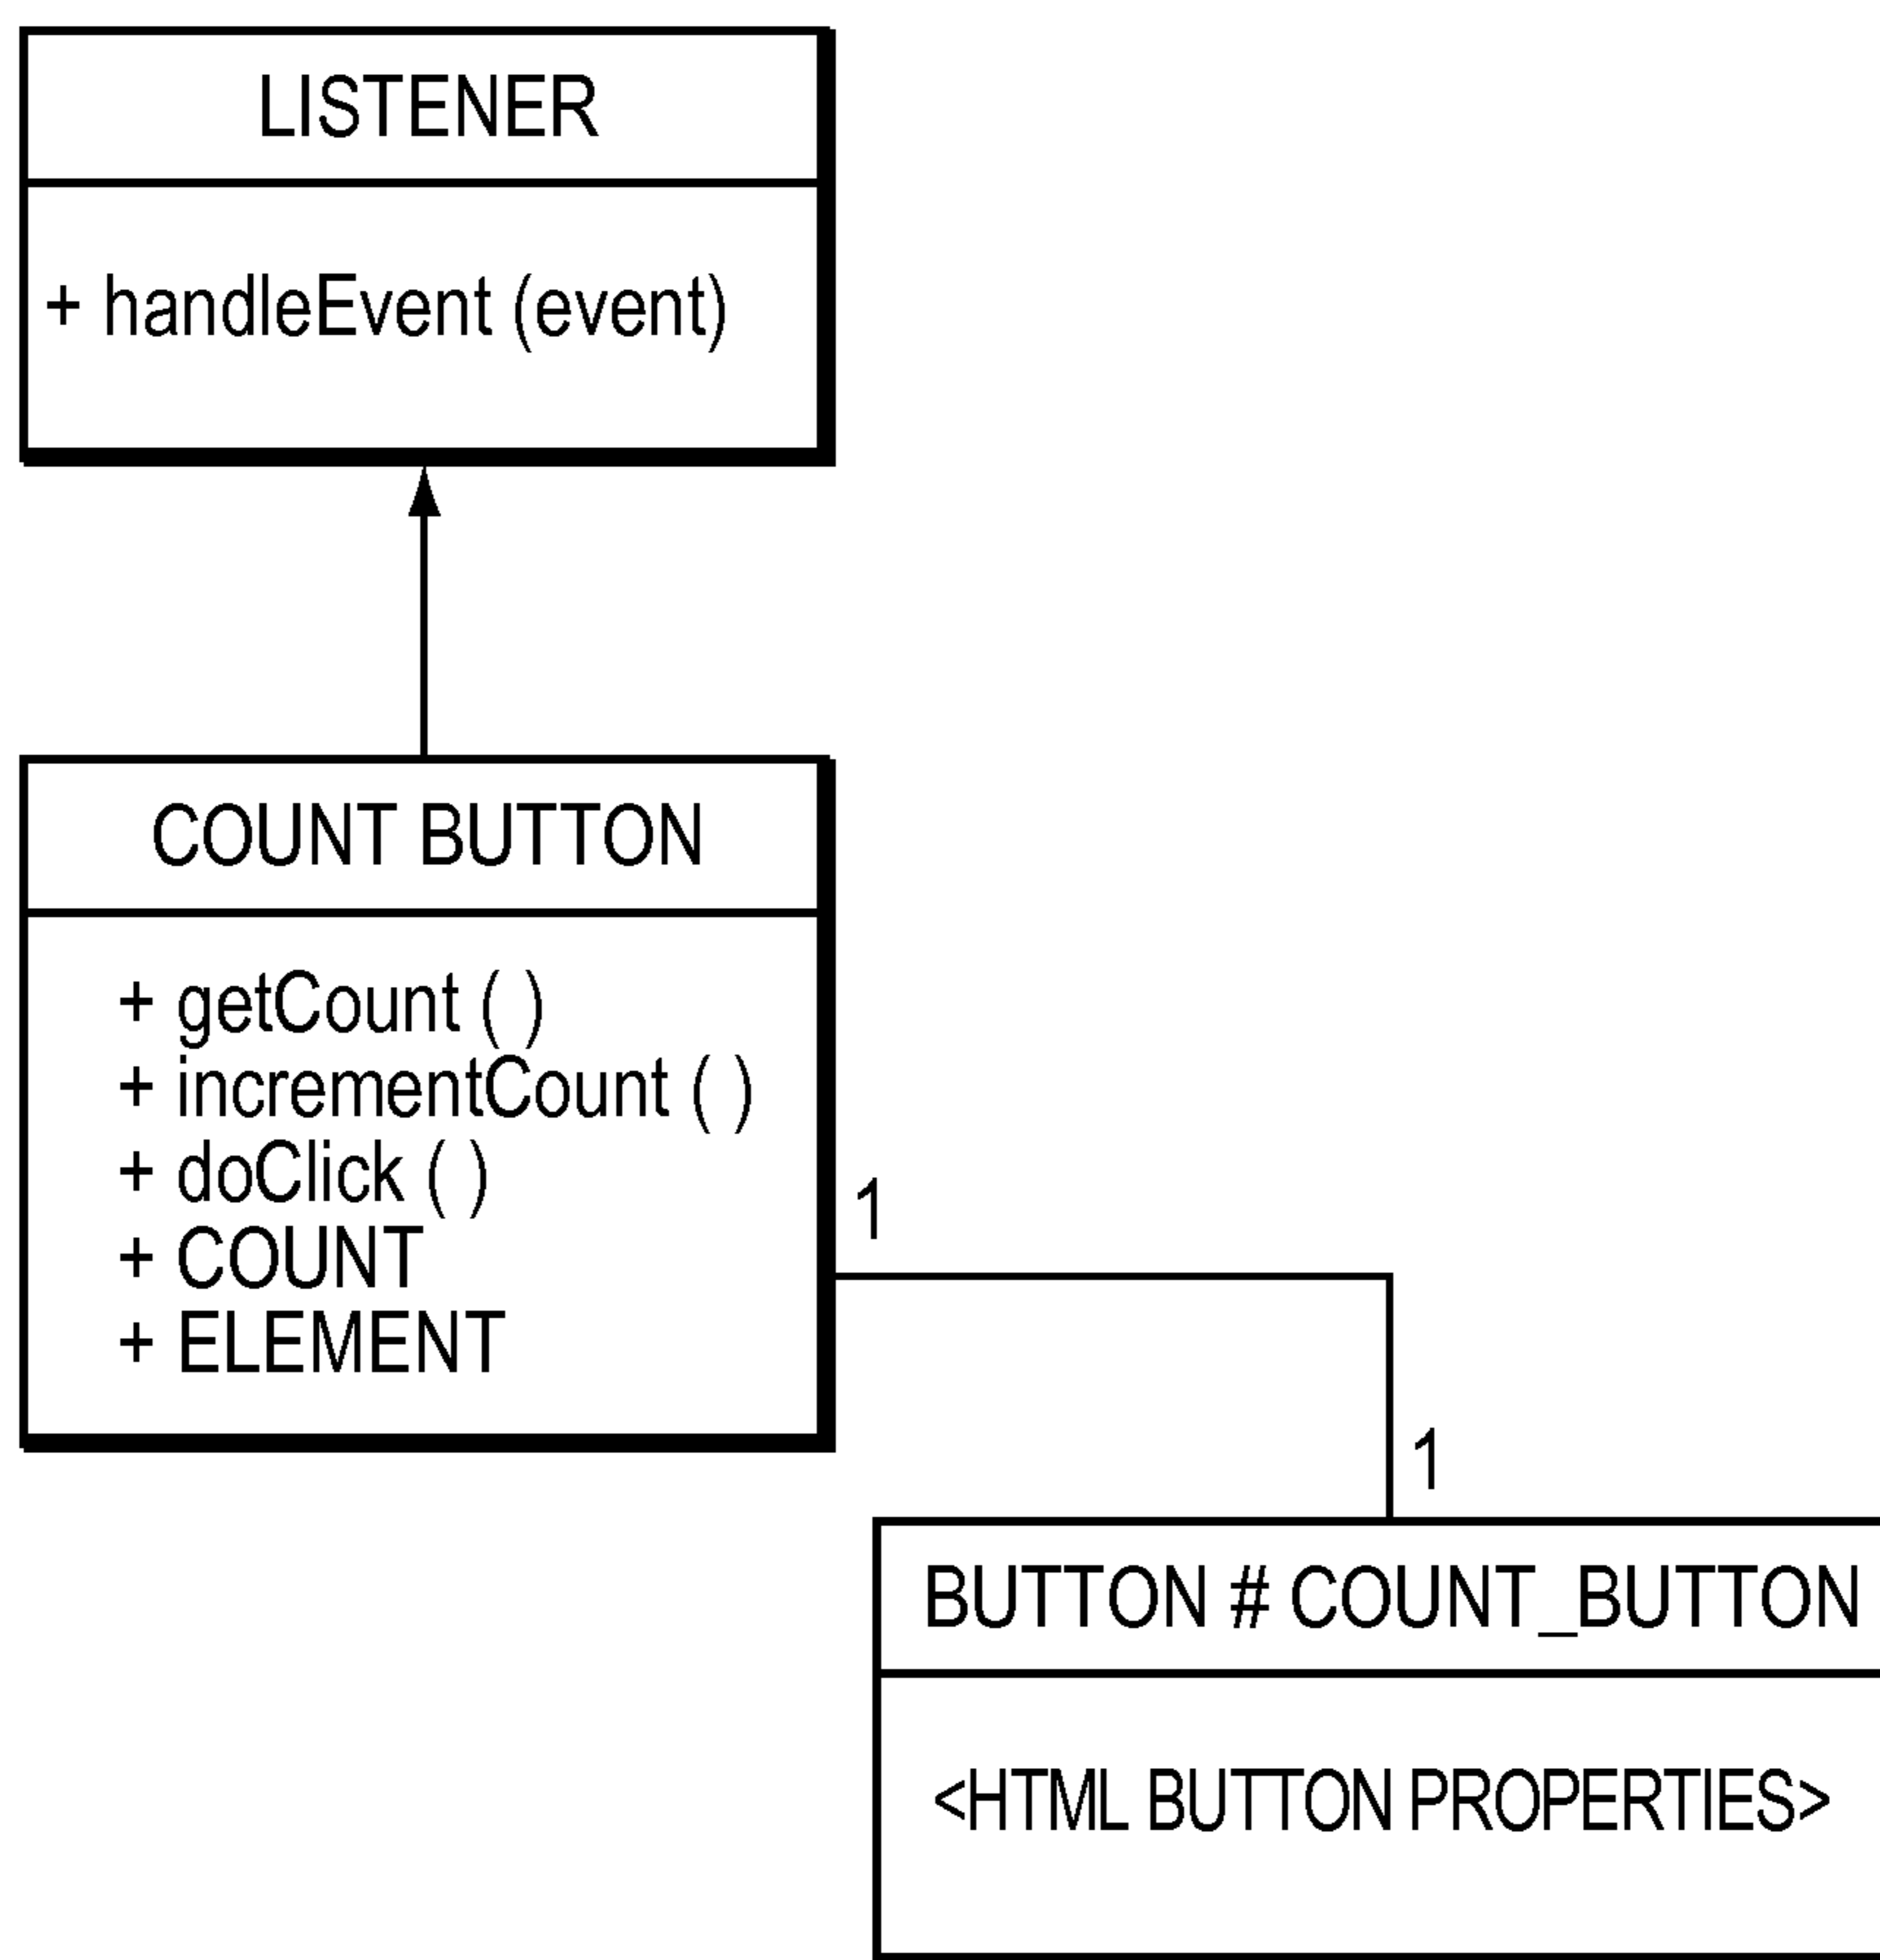 LISTENER
+ handleEvent (event)
COUNT BUTTON
+ getCount ( )
+ incrementCount ( )
+ doClick ( )
+ COUNT
+ ELEMENT
1
1
BUTTON # COUNT_BUTTON
<HTML BUTTON PROPERTIES>